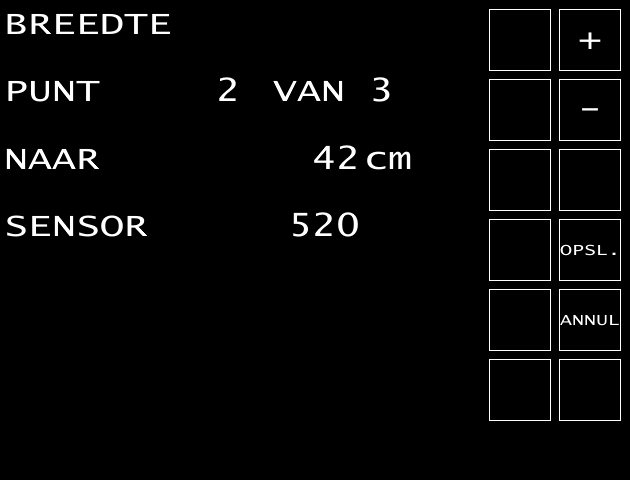 BREEDTE
+
PUNT 2 VAN 3
-
NAAR 42 cm
SENSOR 520
OPSL.
ANNUL